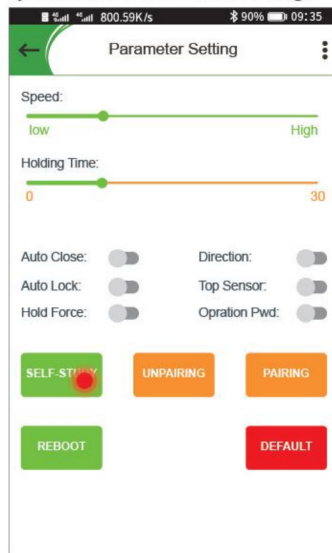 800.59K/s 90% 09:35
Parameter Setting
Speed:
low High
Holding Time:
0 30
Auto Close: Direction:
Auto Lock: Top Sensor:
Hold Force: Opration Pwd:
SELF-STUDY UNPAIRING PAIRING
REBOOT DEFAULT